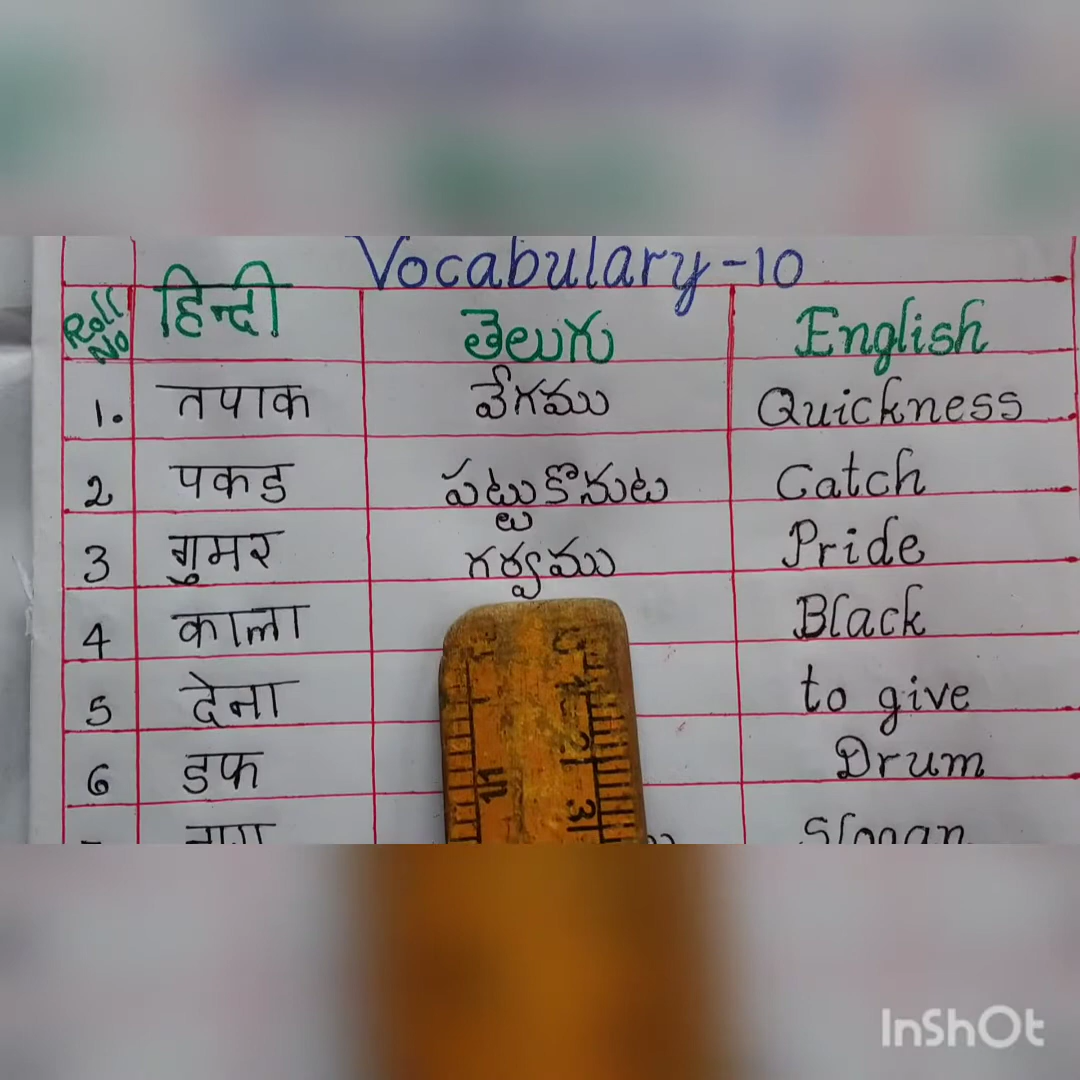 Vocabulary-10
Roll No हिन्दी తెలుగు English
1. तपाक వేగము Quickness
2 पकड పట్టుకొనుట Catch
3 गुमर గర్వము Pride
4 काला Black
5 देना to give
6 डफ Drum
Slogan
InShOt